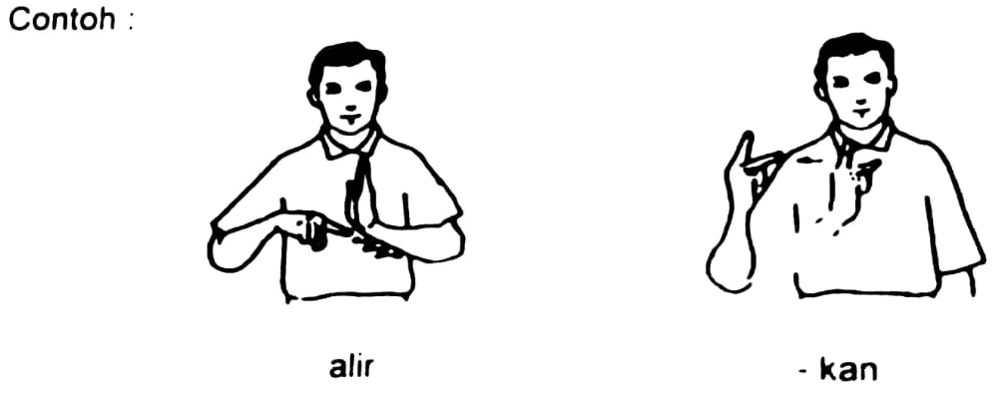 Contoh :
alir
- kan